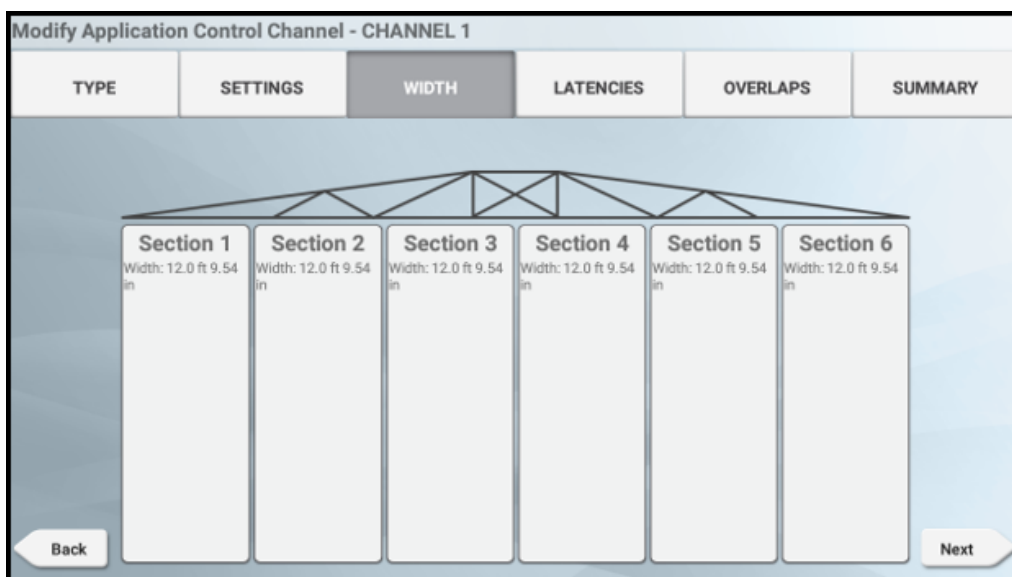 Modify Application Control Channel - CHANNEL 1
TYPE
SETTINGS
WIDTH
LATENCIES
OVERLAPS
SUMMARY
Section 1
Width: 12.0 ft 9.54
in
Section 2
Width: 12.0 ft 9.54
in
Section 3
Width: 12.0 ft 9.54
in
Section 4
Width: 12.0 ft 9.54
in
Section 5
Width: 12.0 ft 9.54
in
Section 6
Width: 12.0 ft 9.54
in
Back
Next